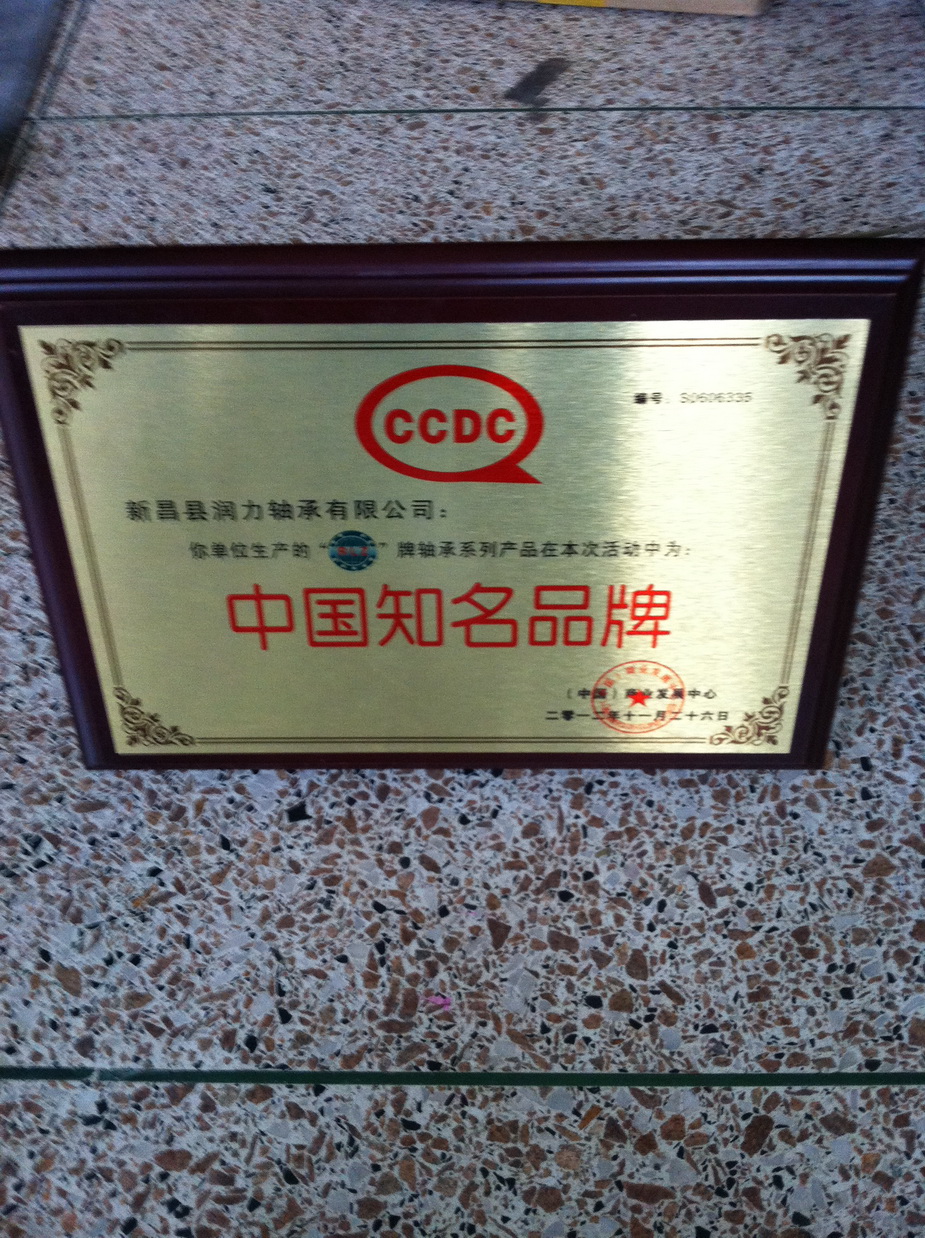 CCDC
编号：S0606335
新昌县润力轴承有限公司：
你单位生产的“ ”牌轴承系列产品在本次活动中为：
中国知名品牌
（中国）商业发展中心
二零一二年十一月二十六日